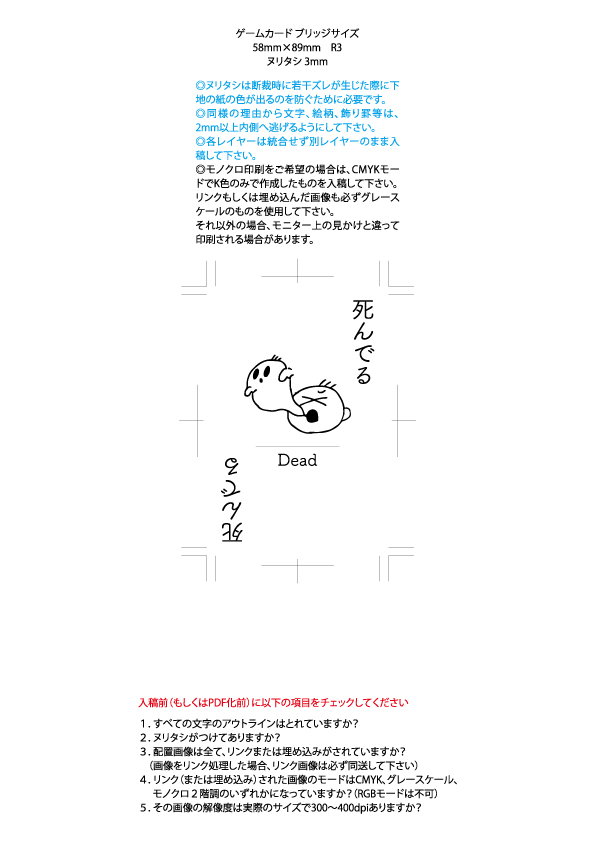 ゲームカード ブリッジサイズ
58mm×89mm　R3
ヌリタシ 3mm
◎ヌリタシは断裁時に若干ズレが生じた際に下
地の紙の色が出るのを防ぐために必要です。
◎同様の理由から文字、絵柄、飾り罫等は、
2mm以上内側へ逃げるようにして下さい。
◎各レイヤーは統合せず別レイヤーのまま入
稿して下さい。
◎モノクロ印刷をご希望の場合は、CMYKモー
ドでK色のみで作成したものを入稿して下さい。
リンクもしくは埋め込んだ画像も必ずグレース
ケールのものを使用して下さい。
それ以外の場合、モニター上の見かけと違って
印刷される場合があります。
死んでる
Dead
死んでる
入稿前（もしくはPDF化前）に以下の項目をチェックしてください
１．すべての文字のアウトラインはとれていますか？
２．ヌリタシがつけてありますか？
３．配置画像は全て、リンクまたは埋め込みがされていますか？
（画像をリンク処理した場合、リンク画像は必ず同送して下さい）
４．リンク（または埋め込み）された画像のモードはCMYK、グレースケール、
モノクロ２階調のいずれかになっていますか？（RGBモードは不可）
５．その画像の解像度は実際のサイズで300〜400dpiありますか？